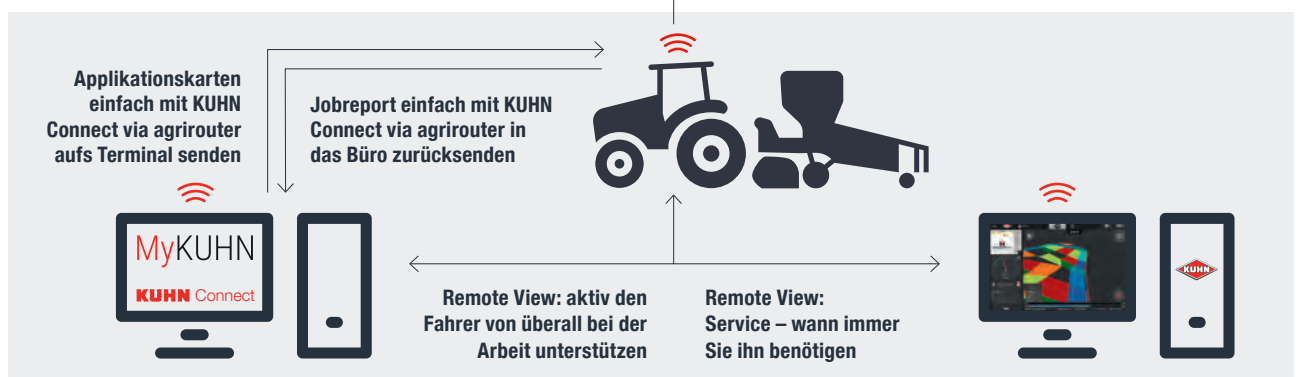 Applikationskarten
einfach mit KUHN
Connect via agrirouter
aufs Terminal senden
Jobreport einfach mit KUHN
Connect via agrirouter in
das Büro zurücksenden
MyKUHN
KUHN Connect
Remote View: aktiv den
Fahrer von überall bei der
Arbeit unterstützen
Remote View:
Service – wann immer
Sie ihn benötigen
KUHN